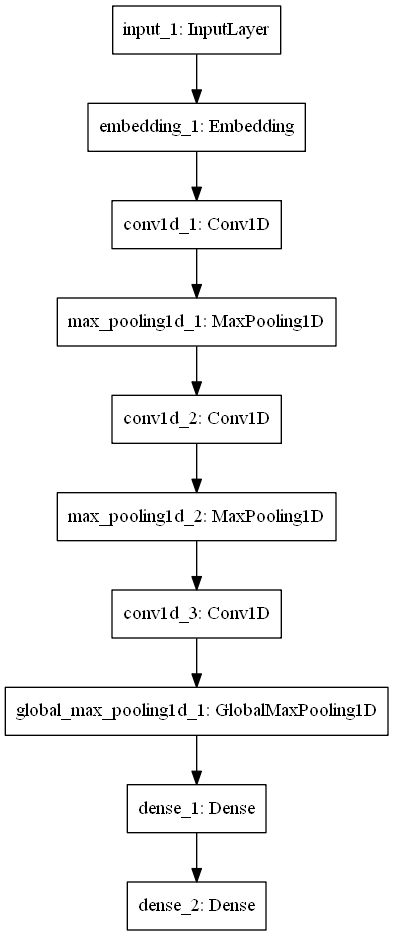 input_1: InputLayer
embedding_1: Embedding
conv1d_1: Conv1D
max_pooling1d_1: MaxPooling1D
conv1d_2: Conv1D
max_pooling1d_2: MaxPooling1D
conv1d_3: Conv1D
global_max_pooling1d_1: GlobalMaxPooling1D
dense_1: Dense
dense_2: Dense